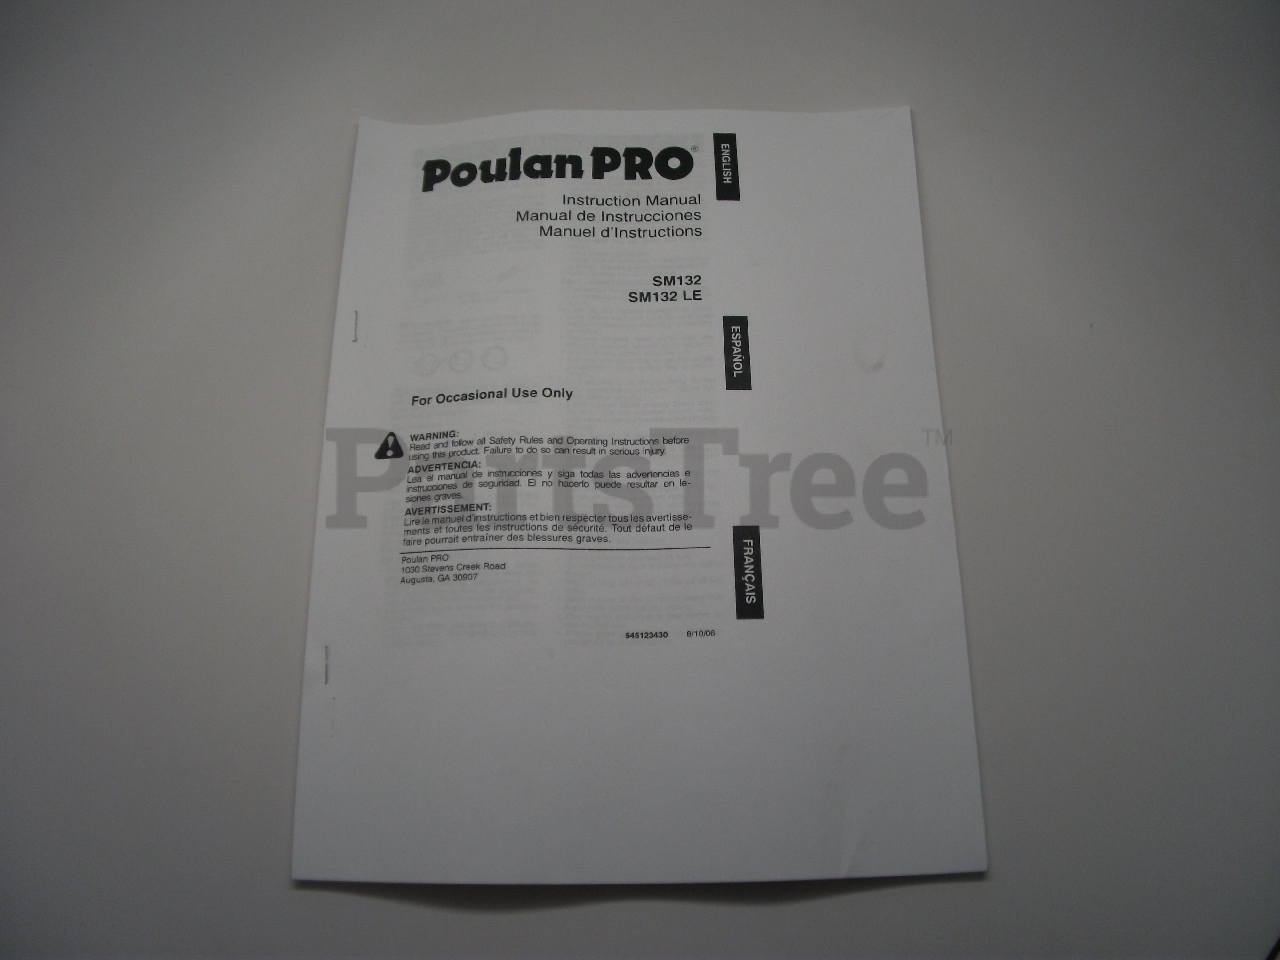 Poulan PRO®
ENGLISH
Instruction Manual
Manual de Instrucciones
Manuel d'Instructions
SM132
SM132 LE
ESPAÑOL
For Occasional Use Only
WARNING:
Read and follow all Safety Rules and Operating Instructions before
using this product. Failure to do so can result in serious injury.
ADVERTENCIA:
Lea el manual de instrucciones y siga todas las advertencias e
instrucciones de seguridad. El no hacerlo puede resultar en le-
siones graves.
AVERTISSEMENT:
Lire le manuel d'instructions et bien respecter tous les avertisse-
ments et toutes les instructions de sécurité. Tout défaut de le
faire pourrait entraîner des blessures graves.
FRANÇAIS
Poulan PRO
1030 Stevens Creek Road
Augusta, GA 30907
545123430 8/10/06
PartsTree™